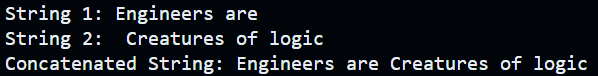 String 1: Engineers are
String 2:  Creatures of logic
Concatenated String: Engineers are Creatures of logic